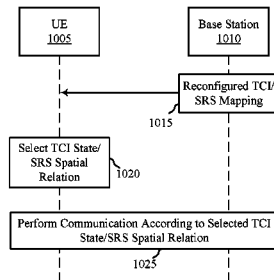 UE
1005
Base Station
1010
Reconfigured TCI/
SRS Mapping
1015
Select TCI State/
SRS Spatial
Relation
1020
Perform Communication According to Selected TCI
State/SRS Spatial Relation
1025